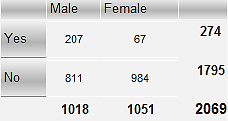 Male Female
Yes 207 67 274
No 811 984 1795
1018 1051 2069